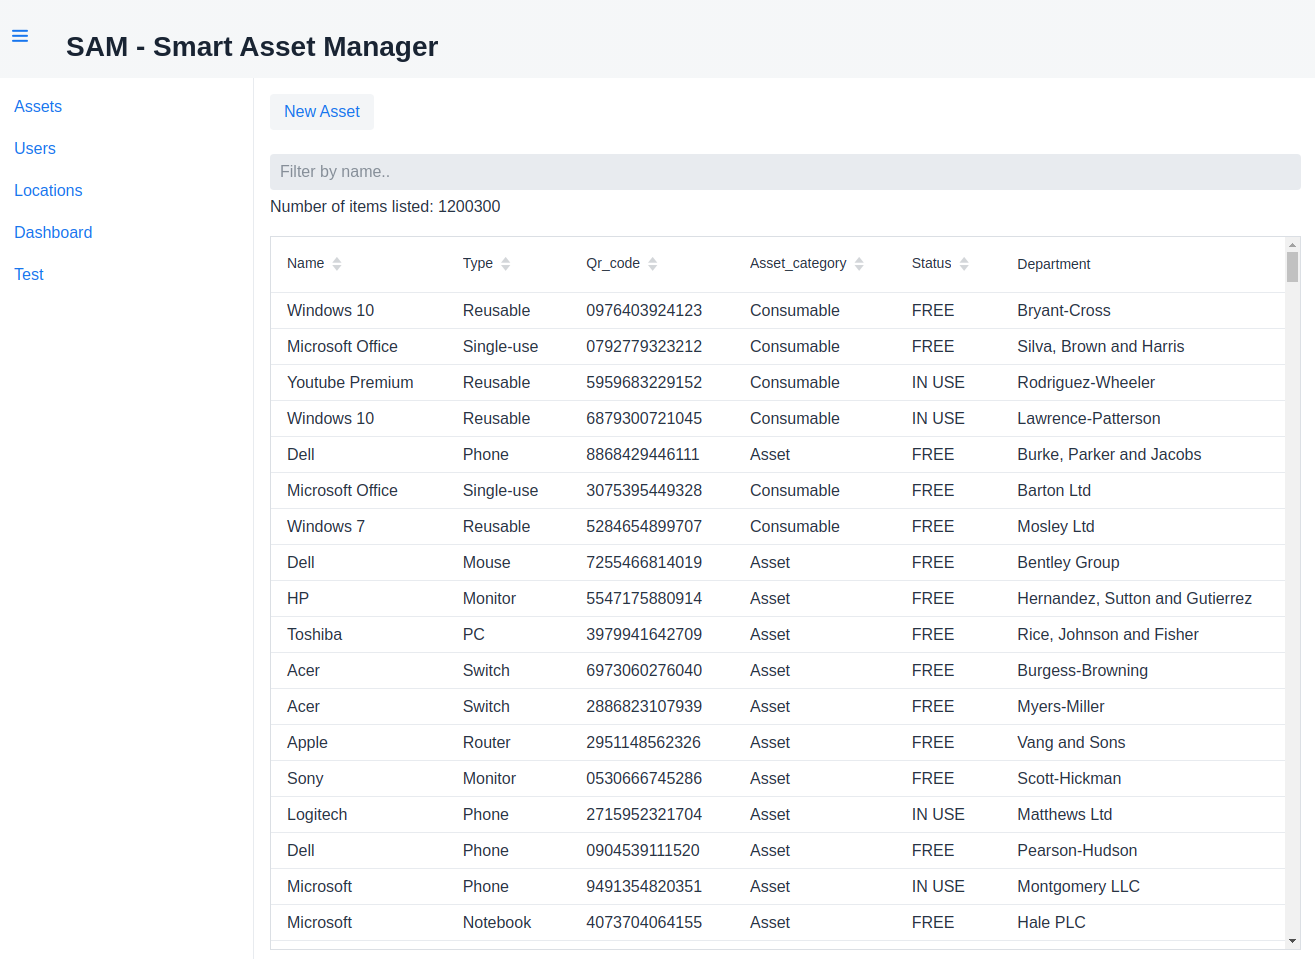 SAM - Smart Asset Manager
Assets
Users
Locations
Dashboard
Test
New Asset
Filter by name..
Number of items listed: 1200300
Name Type Qr_code Asset_category Status Department
Windows 10 Reusable 0976403924123 Consumable FREE Bryant-Cross
Microsoft Office Single-use 0792779323212 Consumable FREE Silva, Brown and Harris
Youtube Premium Reusable 5959683229152 Consumable IN USE Rodriguez-Wheeler
Windows 10 Reusable 6879300721045 Consumable IN USE Lawrence-Patterson
Dell Phone 8868429446111 Asset FREE Burke, Parker and Jacobs
Microsoft Office Single-use 3075395449328 Consumable FREE Barton Ltd
Windows 7 Reusable 5284654899707 Consumable FREE Mosley Ltd
Dell Mouse 7255466814019 Asset FREE Bentley Group
HP Monitor 5547175880914 Asset FREE Hernandez, Sutton and Gutierrez
Toshiba PC 3979941642709 Asset FREE Rice, Johnson and Fisher
Acer Switch 6973060276040 Asset FREE Burgess-Browning
Acer Switch 2886823107939 Asset FREE Myers-Miller
Apple Router 2951148562326 Asset FREE Vang and Sons
Sony Monitor 0530666745286 Asset FREE Scott-Hickman
Logitech Phone 2715952321704 Asset IN USE Matthews Ltd
Dell Phone 0904539111520 Asset FREE Pearson-Hudson
Microsoft Phone 9491354820351 Asset IN USE Montgomery LLC
Microsoft Notebook 4073704064155 Asset FREE Hale PLC